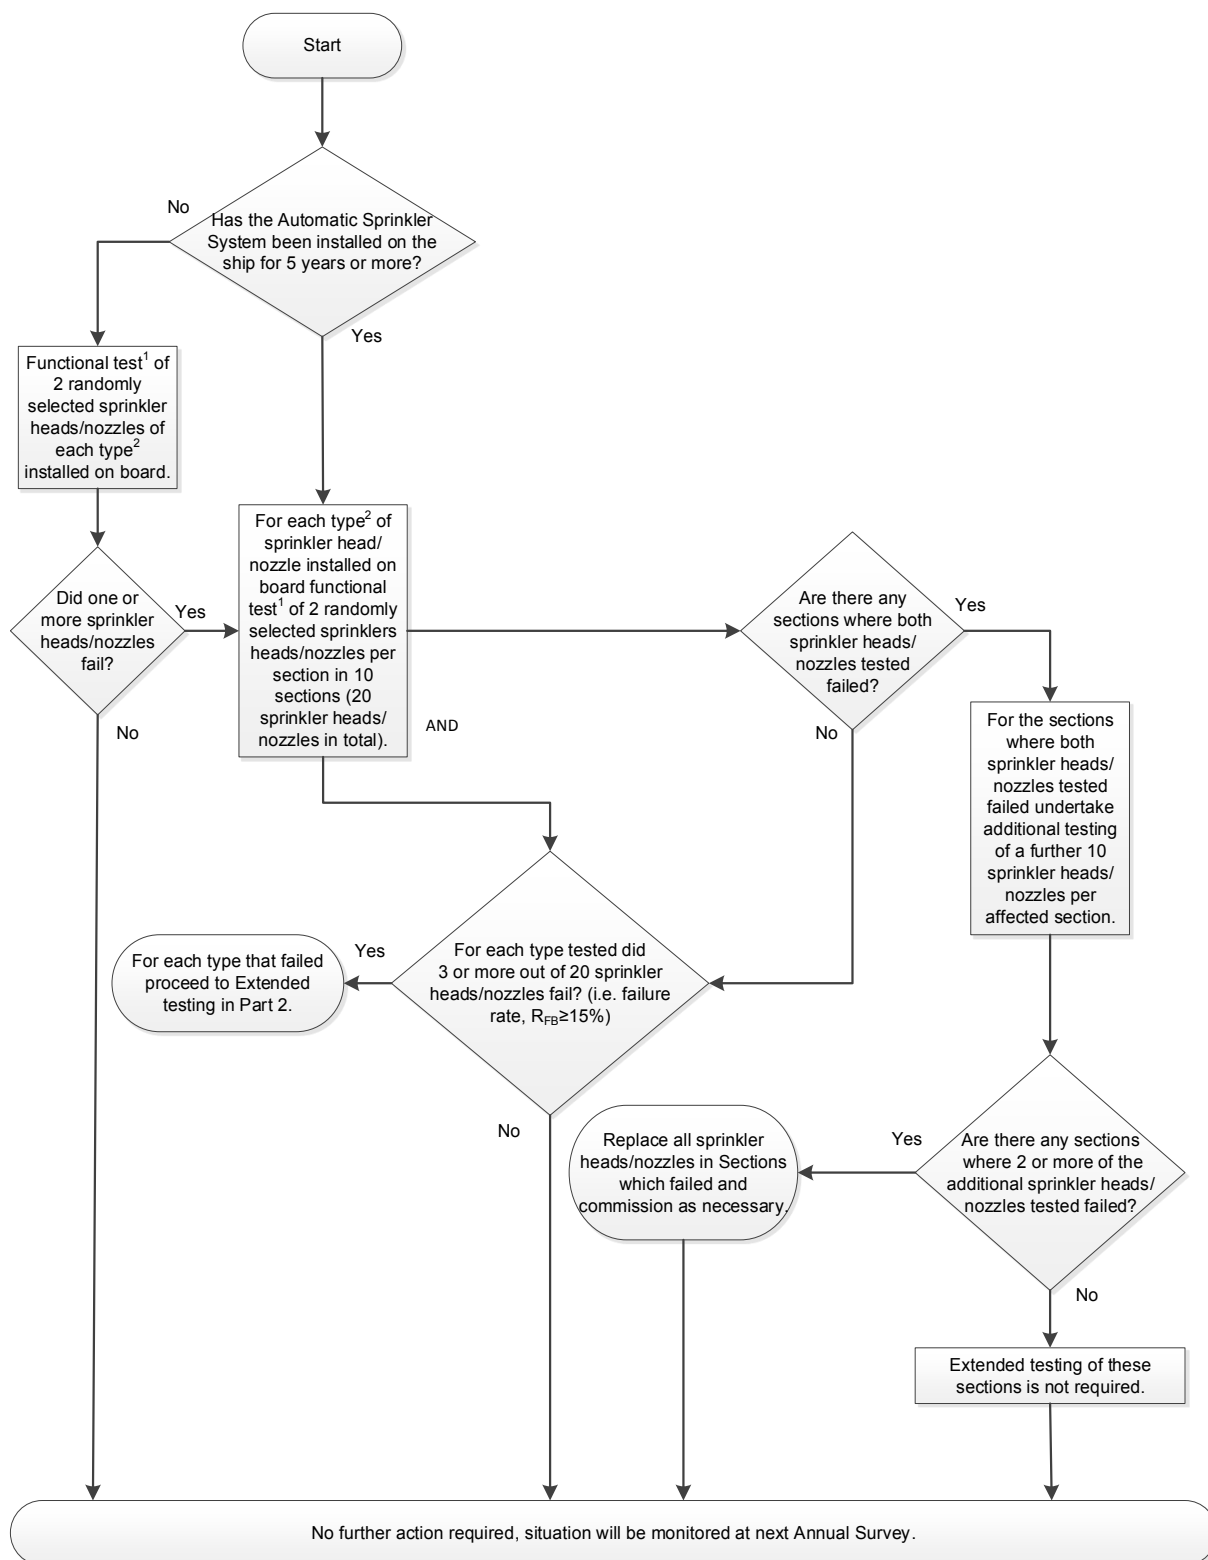 Start
Has the Automatic Sprinkler
System been installed on the
ship for 5 years or more?
No
Yes
Functional test1 of
2 randomly
selected sprinkler
heads/nozzles of
each type2
installed on board.
Did one or
more sprinkler
heads/nozzles
fail?
Yes
No
For each type2 of
sprinkler head/
nozzle installed on
board functional
test1 of 2 randomly
selected sprinklers
heads/nozzles per
section in 10
sections (20
sprinkler heads/
nozzles in total).
AND
Are there any
sections where both
sprinkler heads/
nozzles tested
failed?
Yes
No
For the sections
where both
sprinkler heads/
nozzles tested
failed undertake
additional testing
of a further 10
sprinkler heads/
nozzles per
affected section.
For each type tested did
3 or more out of 20 sprinkler
heads/nozzles fail? (i.e. failure
rate, RFB≥15%)
Yes
No
For each type that failed
proceed to Extended
testing in Part 2.
Are there any sections
where 2 or more of the
additional sprinkler heads/
nozzles tested failed?
Yes
No
Replace all sprinkler
heads/nozzles in Sections
which failed and
commission as necessary.
Extended testing of these
sections is not required.
No further action required, situation will be monitored at next Annual Survey.